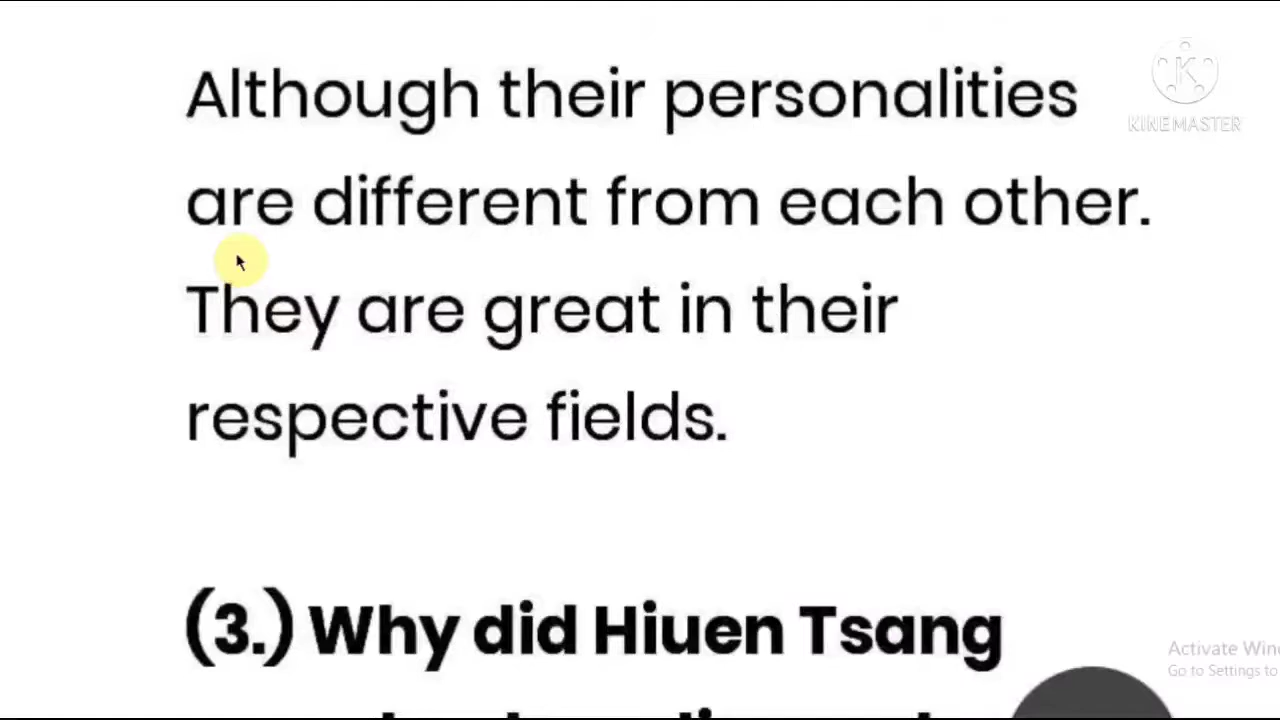 Although their personalities
are different from each other.
They are great in their
respective fields.
(3.) Why did Hiuen Tsang
KINEMASTER
Activate Win
Go to Settings to